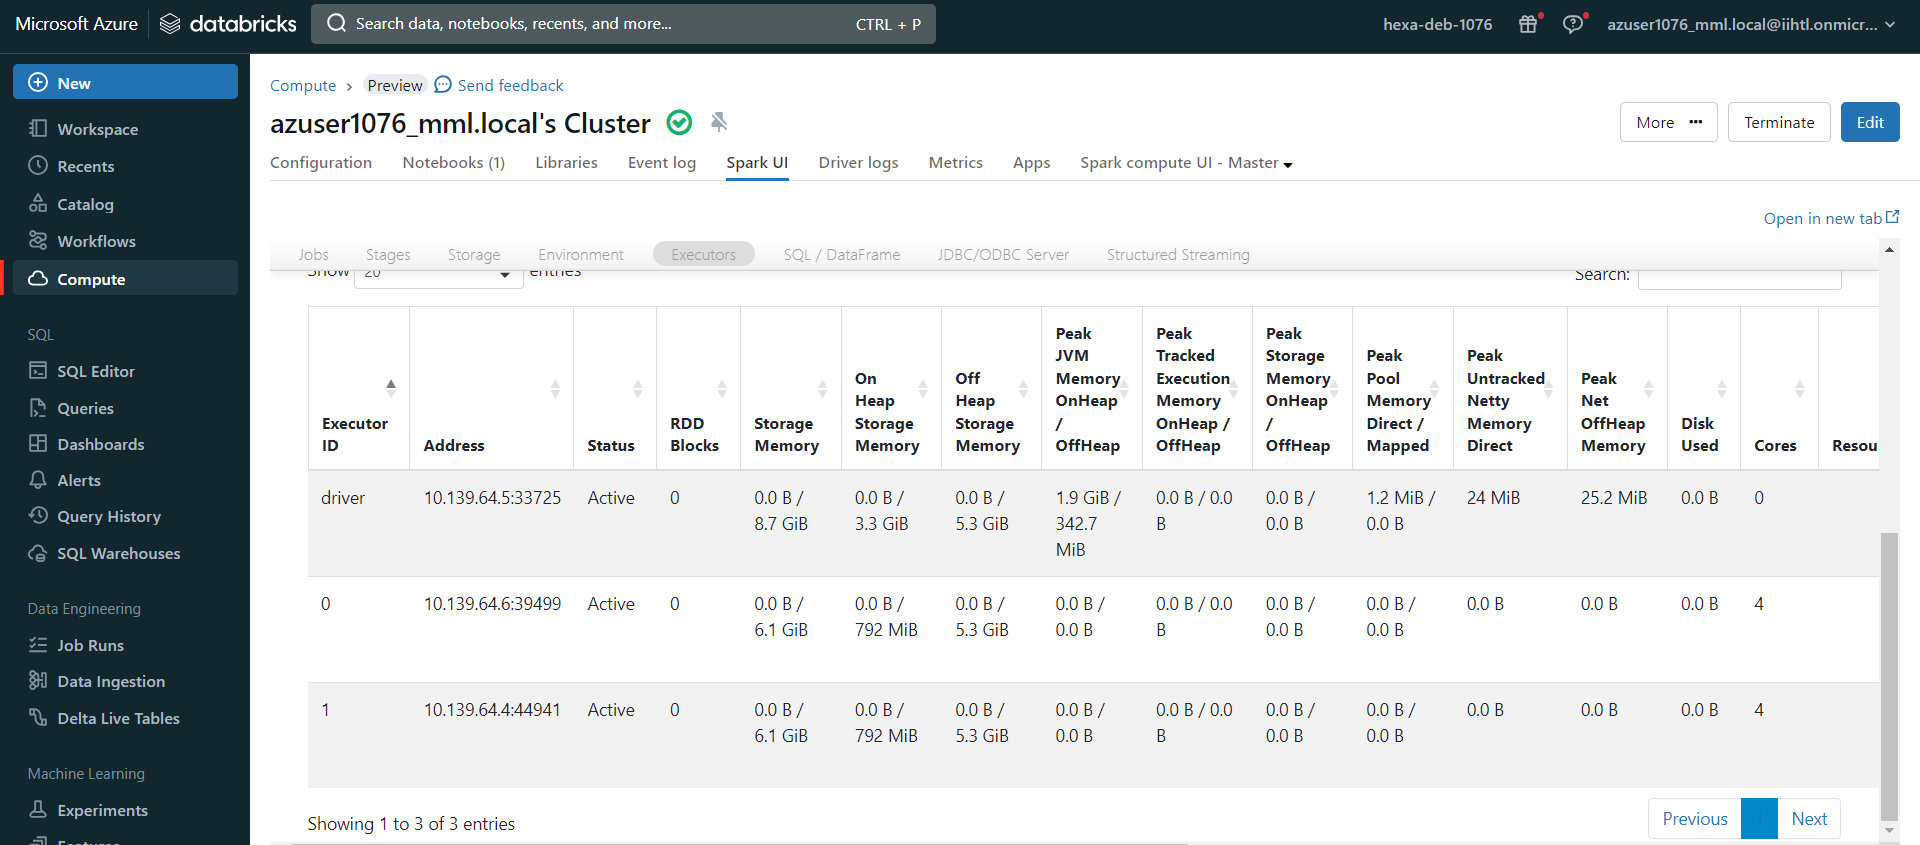 Microsoft Azure databricks Search data, notebooks, recents, and more... CTRL + P hexa-deb-1076 azuser1076_mml.local@iihtl.onmicr...
New
Workspace
Recents
Catalog
Workflows
Compute
SQL
SQL Editor
Queries
Dashboards
Alerts
Query History
SQL Warehouses
Data Engineering
Job Runs
Data Ingestion
Delta Live Tables
Machine Learning
Experiments
Features
Compute › Preview Send feedback
azuser1076_mml.local's Cluster
More ··· Terminate Edit
Configuration Notebooks (1) Libraries Event log Spark UI Driver logs Metrics Apps Spark compute UI - Master
Open in new tab
Jobs Stages Storage Environment Executors SQL / DataFrame JDBC/ODBC Server Structured Streaming
Show 20 entries Search:
Executor ID
Address
Status
RDD Blocks
Storage Memory
On Heap Storage Memory
Off Heap Storage Memory
Peak JVM Memory OnHeap / OffHeap
Peak Tracked Execution Memory OnHeap / OffHeap
Peak Storage Memory OnHeap / OffHeap
Peak Pool Memory Direct / Mapped
Peak Untracked Netty Memory Direct
Peak Net OffHeap Memory
Disk Used
Cores
Resou
driver 10.139.64.5:33725 Active 0 0.0 B / 8.7 GiB 0.0 B / 3.3 GiB 0.0 B / 5.3 GiB 1.9 GiB / 342.7 MiB 0.0 B / 0.0 B 0.0 B / 0.0 B 1.2 MiB / 0.0 B 24 MiB 25.2 MiB 0.0 B 0
0 10.139.64.6:39499 Active 0 0.0 B / 6.1 GiB 0.0 B / 792 MiB 0.0 B / 5.3 GiB 0.0 B / 0.0 B 0.0 B / 0.0 B 0.0 B / 0.0 B 0.0 B / 0.0 B 0.0 B 0.0 B 0.0 B 4
1 10.139.64.4:44941 Active 0 0.0 B / 6.1 GiB 0.0 B / 792 MiB 0.0 B / 5.3 GiB 0.0 B / 0.0 B 0.0 B / 0.0 B 0.0 B / 0.0 B 0.0 B / 0.0 B 0.0 B 0.0 B 0.0 B 4
Showing 1 to 3 of 3 entries
Previous 1 Next